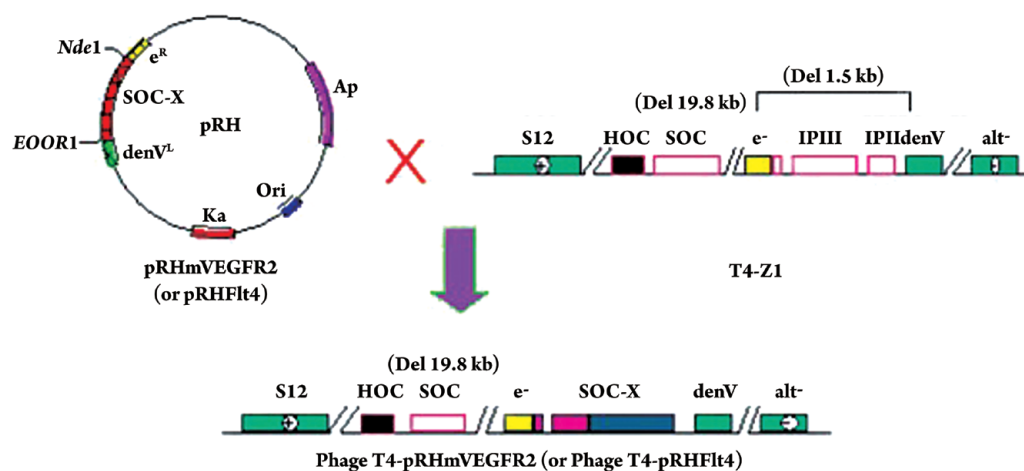 Nde1
e^R
SOC-X
pRH
Ap
EOOR1
denV^L
Ori
Ka
pRHmVEGFR2
(or pRHFlt4)
(Del 1.5 kb)
(Del 19.8 kb)
S12 HOC SOC e- IPIII IPIIdenV alt-
T4-Z1
(Del 19.8 kb)
S12 HOC SOC e- SOC-X denV alt-
Phage T4-pRHmVEGFR2 (or Phage T4-pRHFlt4)